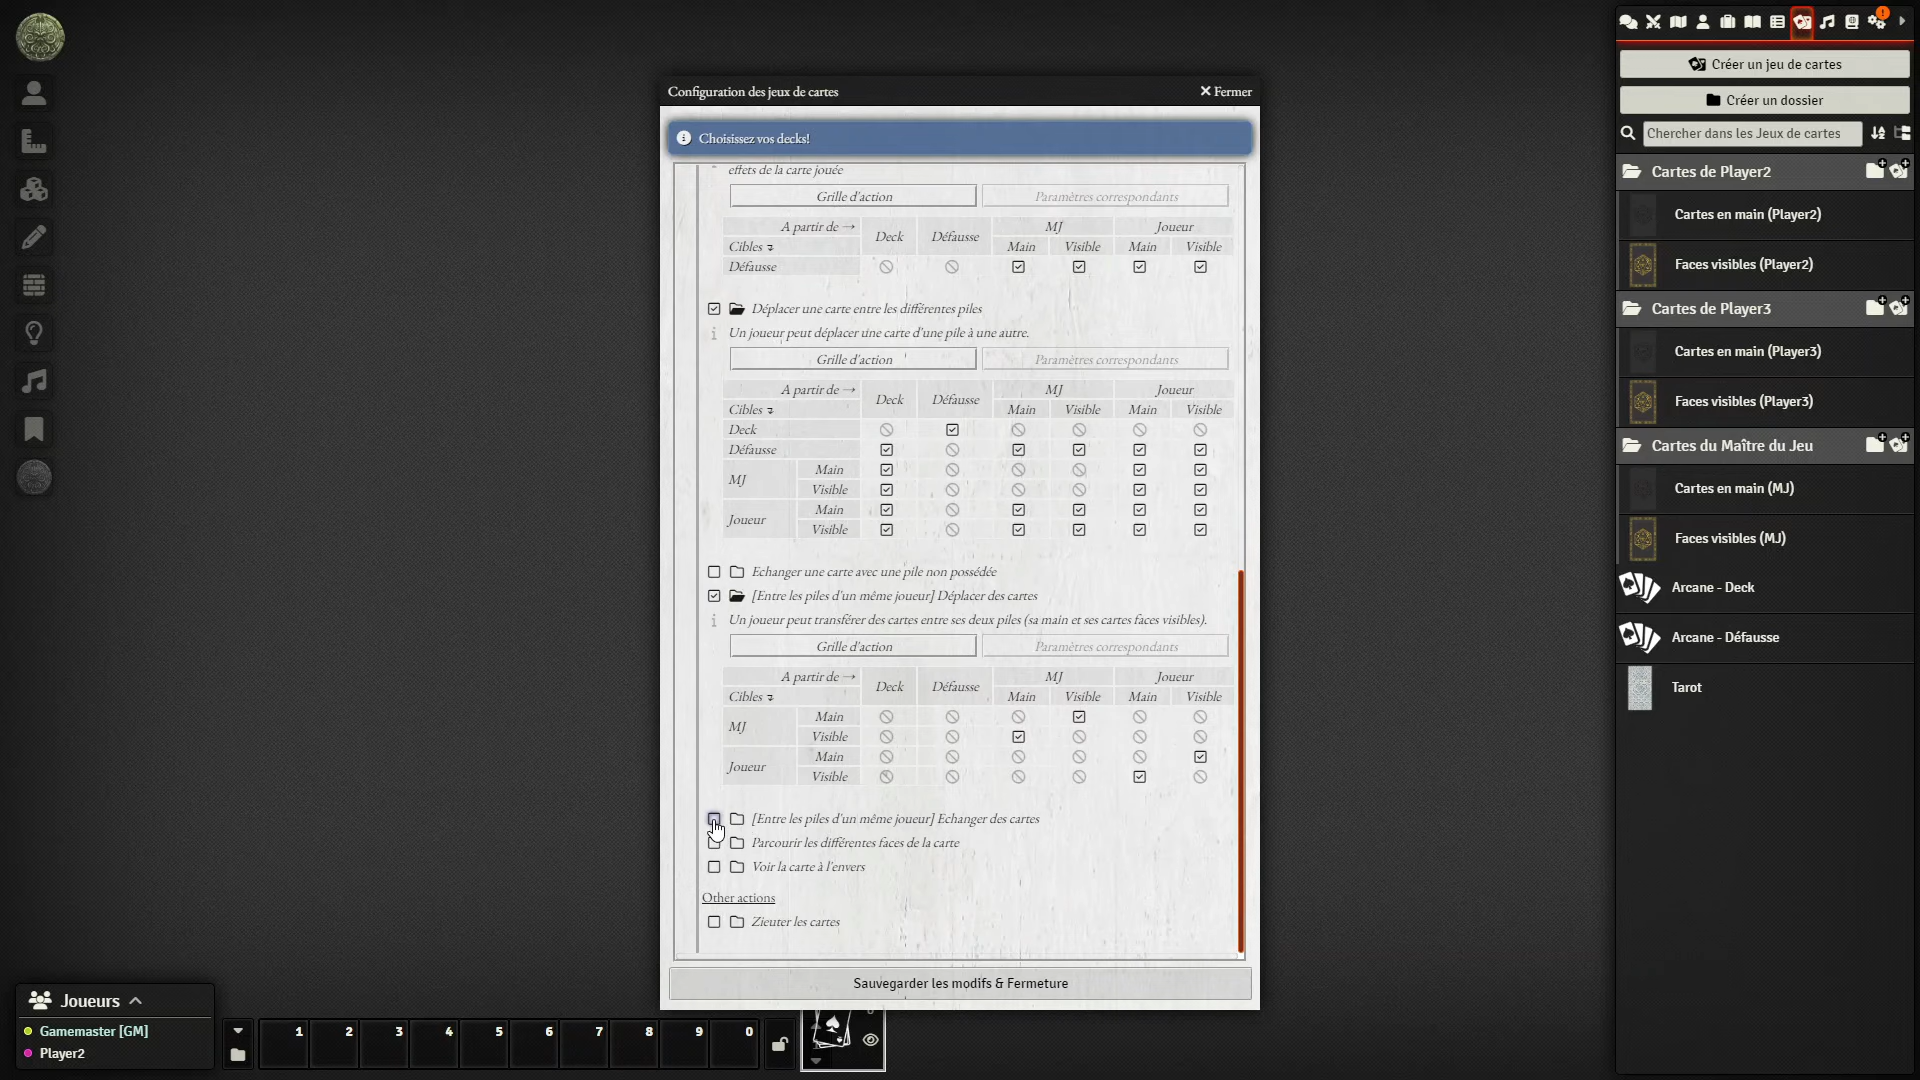 Configuration des jeux de cartes
Fermer
Choisissez vos decks!
effets de la carte jouée
Grille d'action
Paramètres correspondants
A partir de → Deck Défausse MJ Joueur
Cibles Main Visible Main Visible
Défausse
Déplacer une carte entre les différentes piles
Un joueur peut déplacer une carte d'une pile à une autre.
Grille d'action
Paramètres correspondants
A partir de → Deck Défausse MJ Joueur
Cibles Main Visible Main Visible
Deck
Défausse
MJ
Main
Visible
Joueur
Main
Visible
Echanger une carte avec une pile non possédée
[Entre les piles d'un même joueur] Déplacer des cartes
Un joueur peut transférer des cartes entre ses deux piles (sa main et ses cartes faces visibles).
Grille d'action
Paramètres correspondants
A partir de → Deck Défausse MJ Joueur
Cibles Main Visible Main Visible
MJ
Main
Visible
Joueur
Main
Visible
[Entre les piles d'un même joueur] Echanger des cartes
Parcourir les différentes faces de la carte
Voir la carte à l'envers
Other actions
Zieuter les cartes
Sauvegarder les modifs & Fermeture
Créer un jeu de cartes
Créer un dossier
Chercher dans les Jeux de cartes
Cartes de Player2
Cartes en main (Player2)
Faces visibles (Player2)
Cartes de Player3
Cartes en main (Player3)
Faces visibles (Player3)
Cartes du Maître du Jeu
Cartes en main (MJ)
Faces visibles (MJ)
Arcane - Deck
Arcane - Défausse
Tarot
Joueurs
Gamemaster [GM]
Player2
1 2 3 4 5 6 7 8 9 0